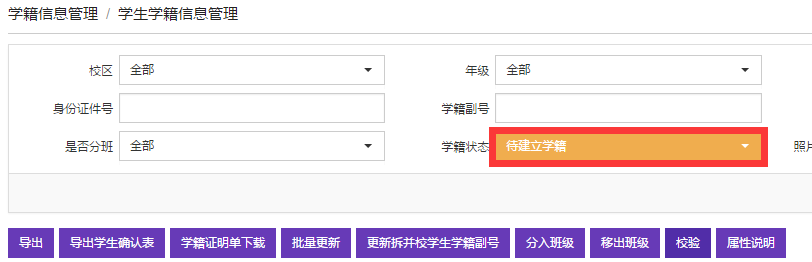 学籍信息管理 / 学生学籍信息管理
校区 全部 年级 全部
身份证件号 学籍副号
是否分班 全部 学籍状态 待建立学籍 照片
导出 导出学生确认表 学籍证明单下载 批量更新 更新拆并校学生学籍副号 分入班级 移出班级 校验 属性说明